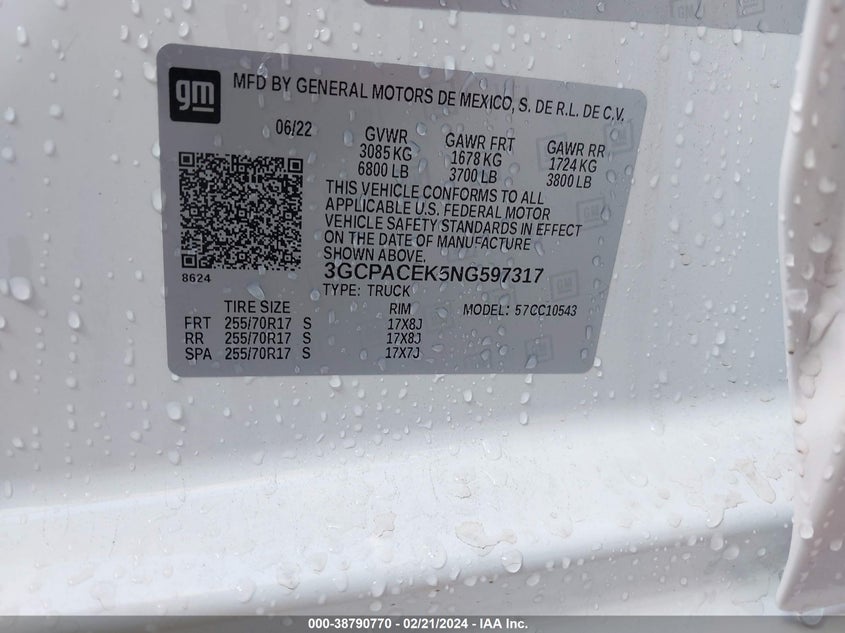 gm
MFD BY GENERAL MOTORS DE MEXICO, S. DE R.L. DE C.V.
06/22 GVWR GAWR FRT GAWR RR
3085 KG 1678 KG 1724 KG
6800 LB 3700 LB 3800 LB
THIS VEHICLE CONFORMS TO ALL
APPLICABLE U.S. FEDERAL MOTOR
VEHICLE SAFETY STANDARDS IN EFFECT
ON THE DATE OF MANUFACTURE
SHOWN ABOVE.
8624
3GCPACEK5NG597317
TYPE: TRUCK MODEL: 57CC10543
TIRE SIZE RIM
FRT 255/70R17 S 17X8J
RR 255/70R17 S 17X8J
SPA 255/70R17 S 17X7J
000-38790770 - 02/21/2024 - IAA Inc.